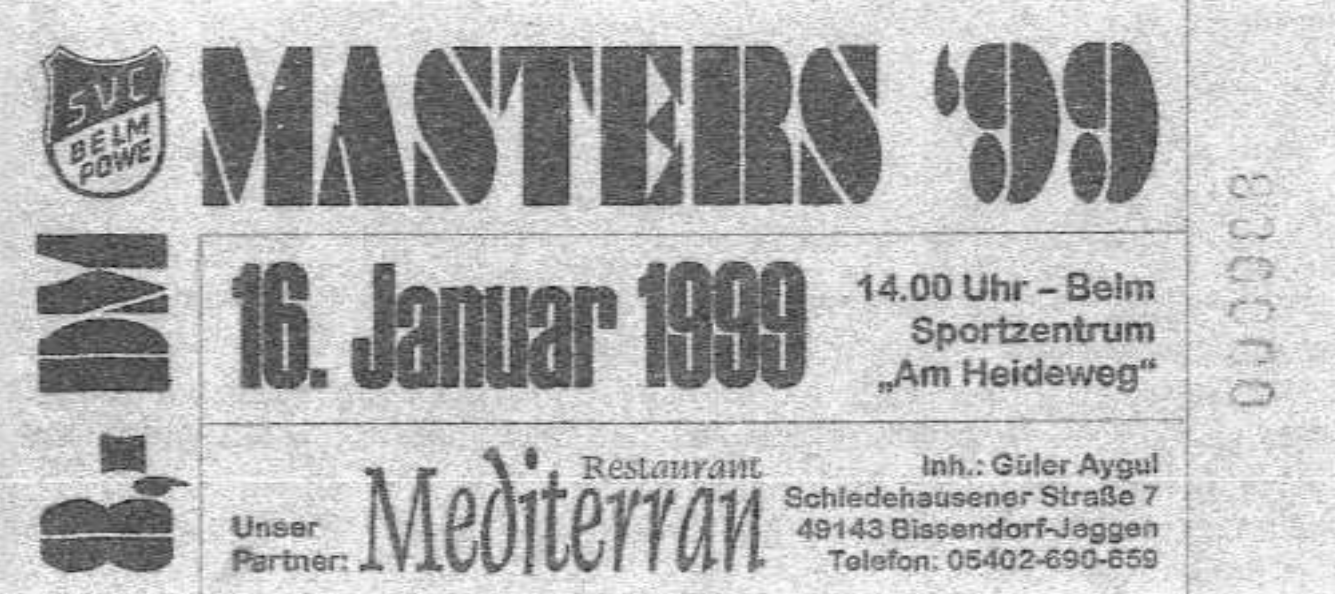 SVC
BELM
POWE
MASTERS '99
8,- DM
16. Januar 1999
14.00 Uhr – Belm
Sportzentrum
„Am Heideweg“
Unser
Partner:
Restaurant
Mediterran
Inh.: Güler Aygul
Schledehausener Straße 7
49143 Bissendorf-Jeggen
Telefon: 05402-690-659